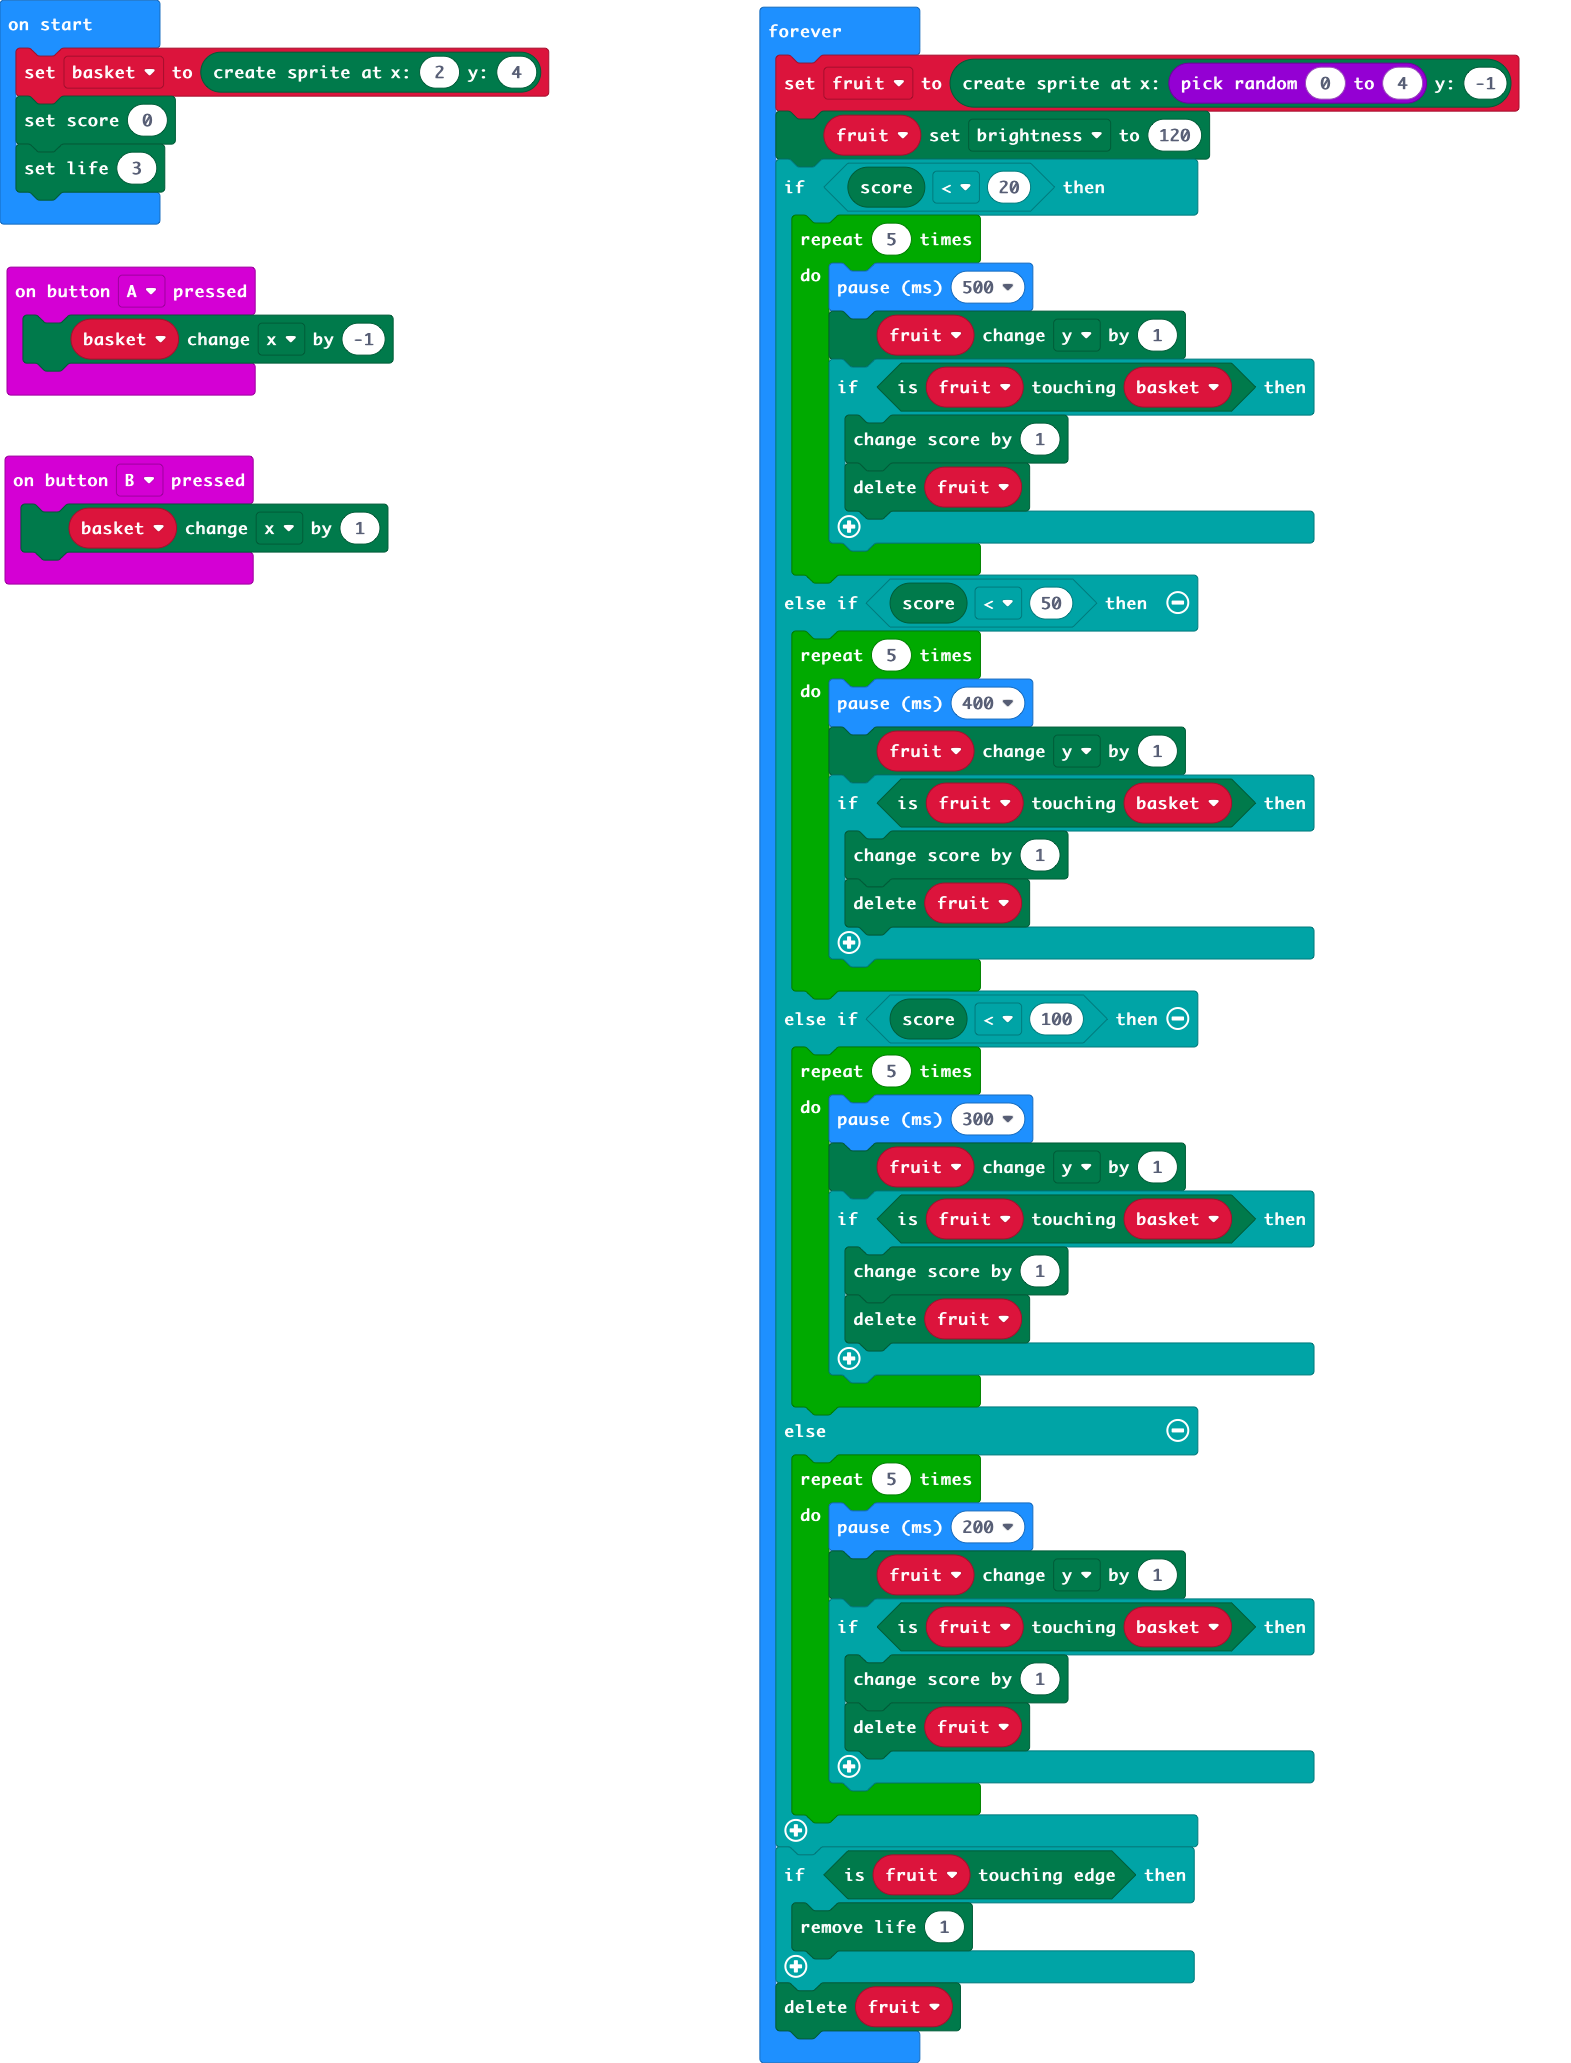 on start
set basket to create sprite at x: 2 y: 4
set score 0
set life 3
on button A pressed
basket change x by -1
on button B pressed
basket change x by 1
forever
set fruit to create sprite at x: pick random 0 to 4 y: -1
fruit set brightness to 120
if score < 20 then
repeat 5 times
do pause (ms) 500
fruit change y by 1
if is fruit touching basket then
change score by 1
delete fruit
else if score < 50 then
repeat 5 times
do pause (ms) 400
fruit change y by 1
if is fruit touching basket then
change score by 1
delete fruit
else if score < 100 then
repeat 5 times
do pause (ms) 300
fruit change y by 1
if is fruit touching basket then
change score by 1
delete fruit
else
repeat 5 times
do pause (ms) 200
fruit change y by 1
if is fruit touching basket then
change score by 1
delete fruit
if is fruit touching edge then
remove life 1
delete fruit